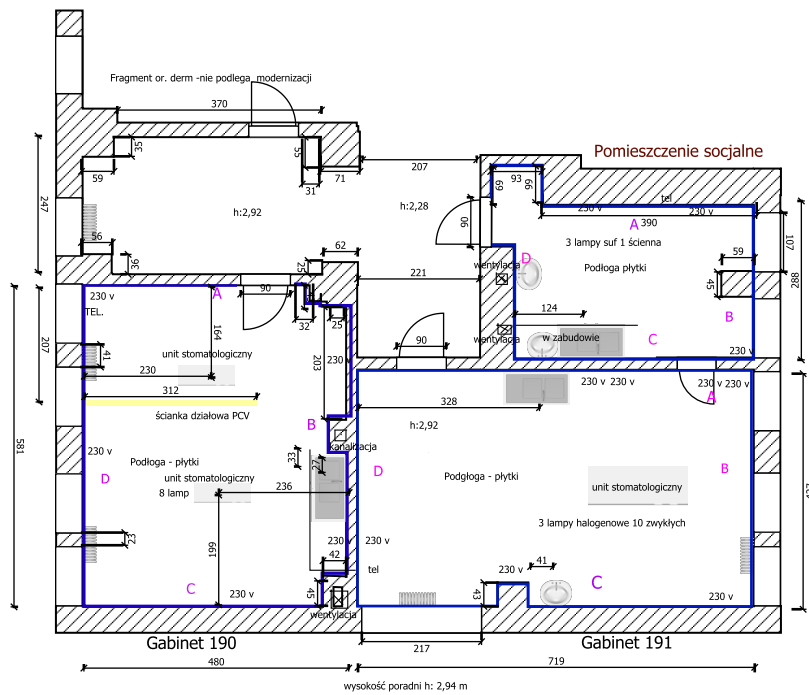 Fragment or. derm -nie podlega modernizacji
370
207
Pomieszczenie socjalne
35
55
59
31
71
93
69
66
tel
230 v
230 v
A
390
247
h:2,92
h:2,28
90
3 lampy suf 1 ścienna
107
288
56
36
25
62
221
wentylacja
D
Podłoga płytki
59
45
230 v
A
90
TEL.
164
32
25
124
B
wentylacja
w zabudowie
C
207
41
unit stomatologiczny
203
230 v
90
230 v
230
312
328
230 v
230 v
230 v
230 v
A
ścianka działowa PCV
h:2,92
581
B
kanalizacja
230 v
33
27
Podłoga - płytki
D
unit stomatologiczny
8 lamp
236
D
Podgłoga - płytki
B
unit stomatologiczny
3 lampy halogenowe 10 zwykłych
23
199
230 v
230 v
42
tel
230 v
41
C
C
45
43
230 v
230 v
wentylacja
Gabinet 190
217
Gabinet 191
480
719
wysokość poradni h: 2,94 m